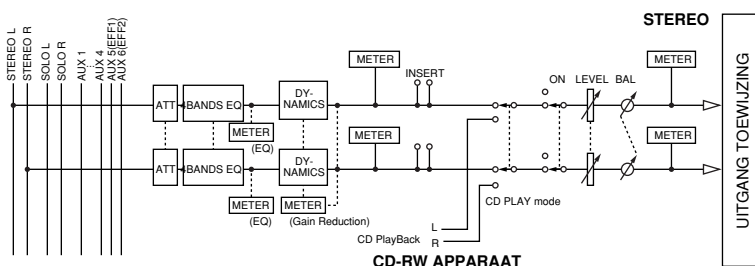 STEREO
STEREO L
STEREO R
SOLO L
SOLO R
AUX 1
...
AUX 4
AUX 5(EFF1)
AUX 6(EFF2)
ATT
4BANDS EQ
METER
(EQ)
DY-
NAMICS
METER
INSERT
ON
LEVEL
BAL
METER
ATT
4BANDS EQ
METER
(EQ)
DY-
NAMICS
METER
(Gain Reduction)
METER
METER
CD PLAY mode
CD PlayBack
L
R
CD-RW APPARAAT
UITGANG TOEWIJZING